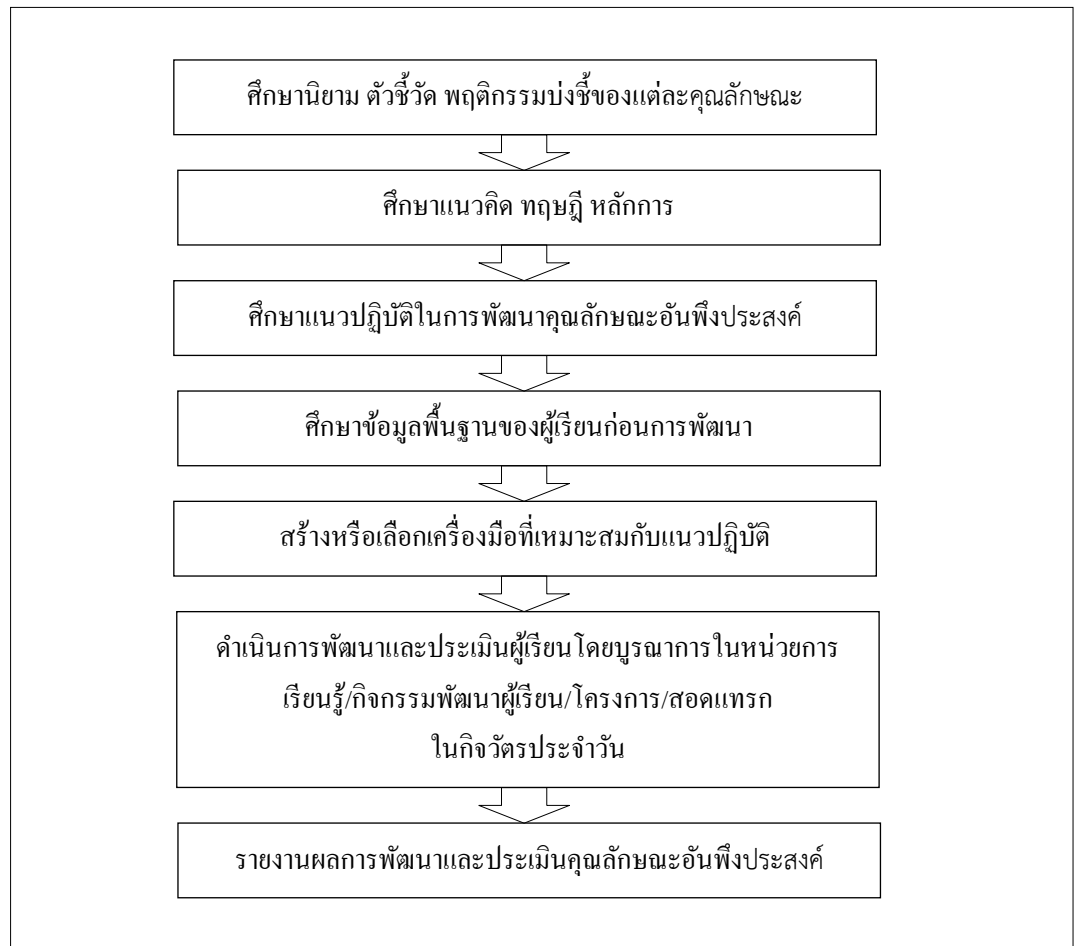 ศึกษานิยาม ตัวชี้วัด พฤติกรรมบ่งชี้ของแต่ละคุณลักษณะ
ศึกษาแนวคิด ทฤษฎี หลักการ
ศึกษาแนวปฏิบัติในการพัฒนาคุณลักษณะอันพึงประสงค์
ศึกษาข้อมูลพื้นฐานของผู้เรียนก่อนการพัฒนา
สร้างหรือเลือกเครื่องมือที่เหมาะสมกับแนวปฏิบัติ
ดำเนินการพัฒนาและประเมินผู้เรียนโดยบูรณาการในหน่วยการ
เรียนรู้/กิจกรรมพัฒนาผู้เรียน/โครงการ/สอดแทรก
ในกิจวัตรประจำวัน
รายงานผลการพัฒนาและประเมินคุณลักษณะอันพึงประสงค์